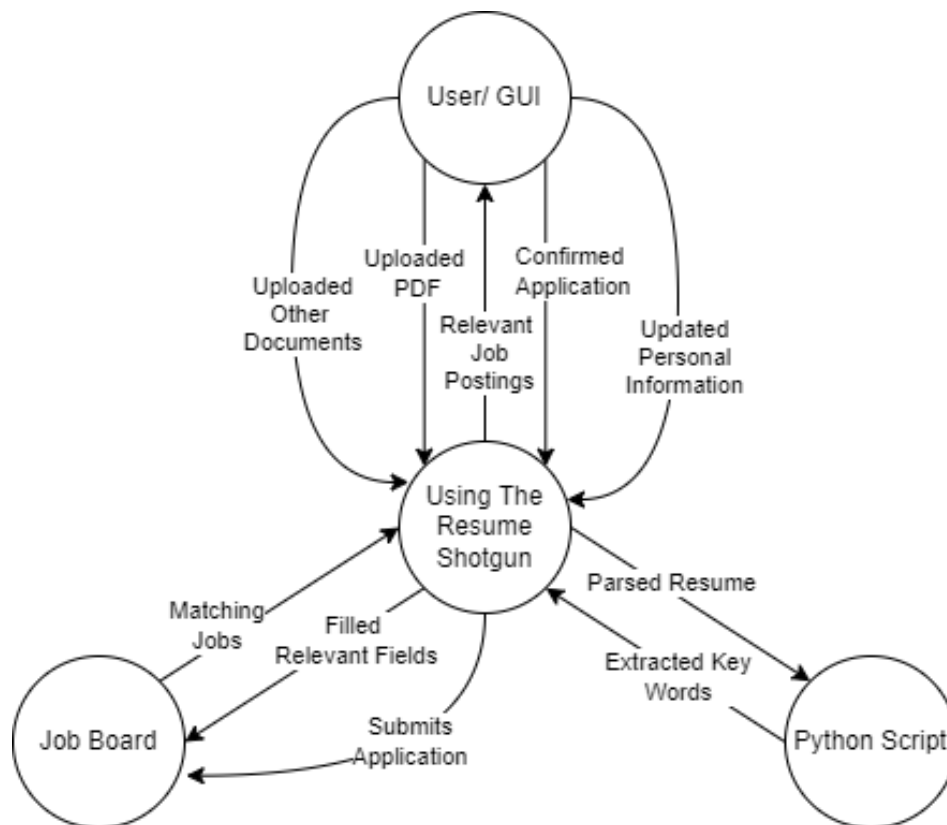 User/ GUI
Uploaded
Other
Documents
Uploaded
PDF
Relevant
Job
Postings
Confirmed
Application
Updated
Personal
Information
Using The
Resume
Shotgun
Matching
Jobs
Filled
Relevant Fields
Submits
Application
Parsed Resume
Extracted Key
Words
Job Board
Python Script